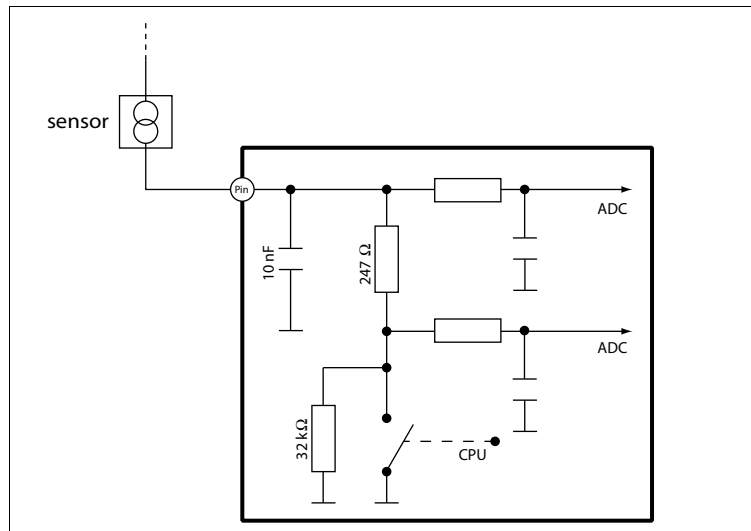 sensor
Pin
ADC
10 nF
247 Ω
ADC
32 kΩ
CPU